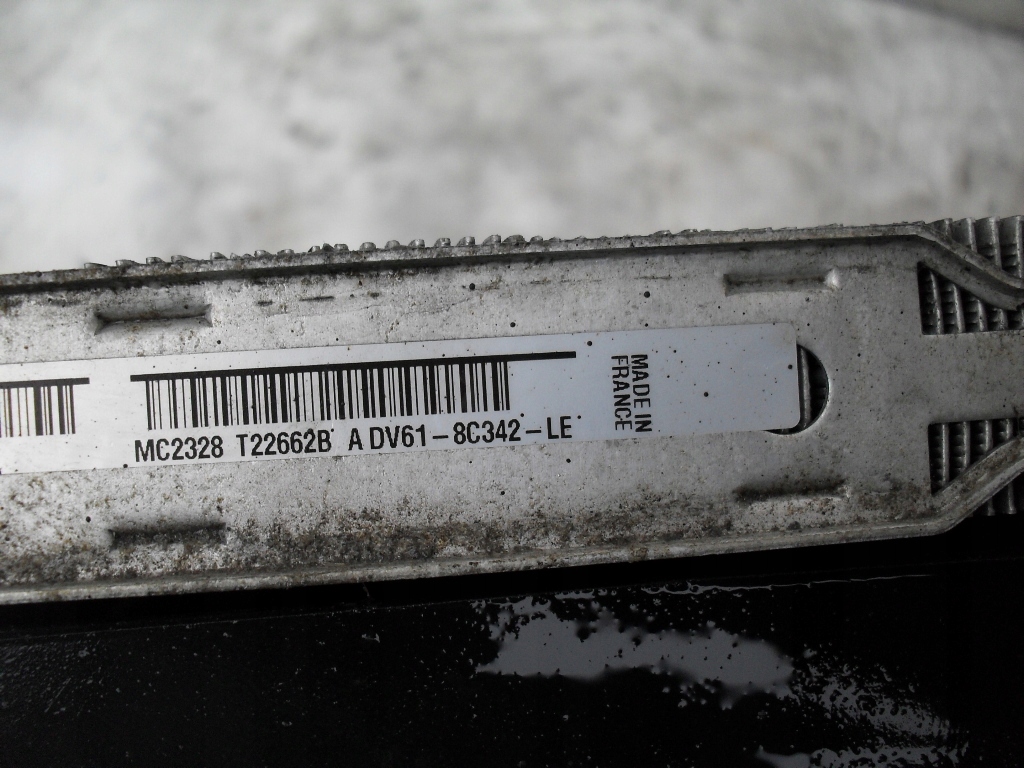 MC2328 T22662B A DV61-8C342-LE
MADE IN
FRANCE